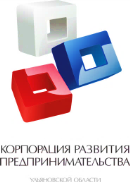 КОРПОРАЦИЯ РАЗВИТИЯ
ПРЕДПРИНИМАТЕЛЬСТВА
УЛЬЯНОВСКОЙ ОБЛАСТИ